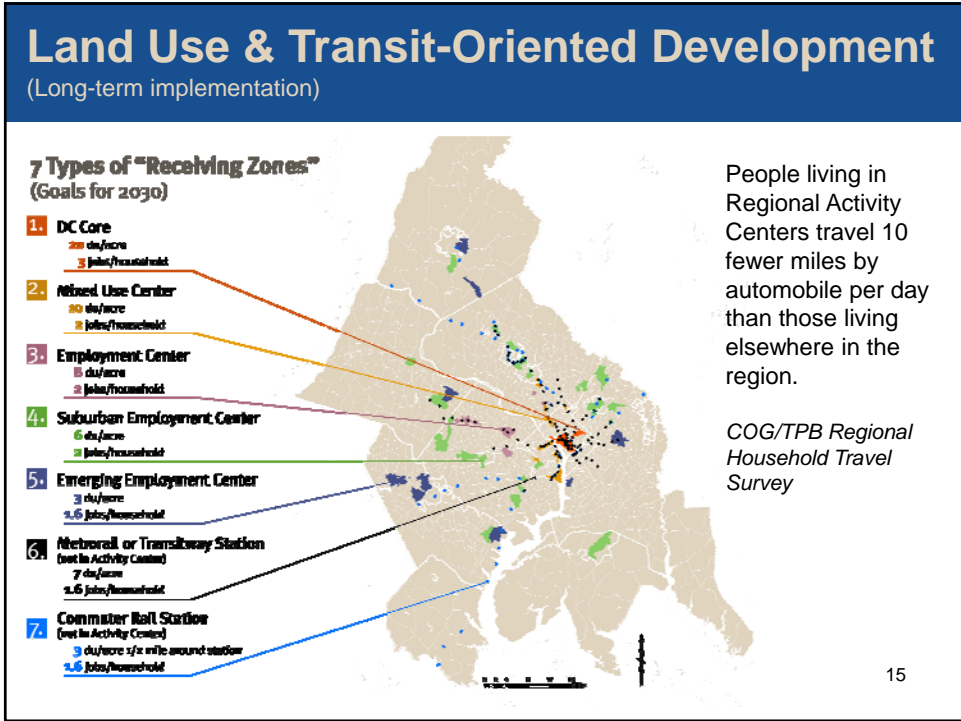 Land Use & Transit-Oriented Development
(Long-term implementation)
7 Types of "Receiving Zones"
(Goals for 2030)
1. DC Core
du/acre
3 jobs/household
2. Mixed Use Center
du/acre
2 jobs/household
3. Employment Center
du/acre
2 jobs/household
4. Suburban Employment Center
6 du/acre
2 jobs/household
5. Emerging Employment Center
3 du/acre
1.6 jobs/household
6. Metrorail or Transitway Station
(not in Activity Center)
7 du/acre
1.6 jobs/household
7. Commuter Rail Station
(not in Activity Center)
3 du/acre 1/2 mile around station
1.6 jobs/household
People living in
Regional Activity
Centers travel 10
fewer miles by
automobile per day
than those living
elsewhere in the
region.
COG/TPB Regional
Household Travel
Survey
15